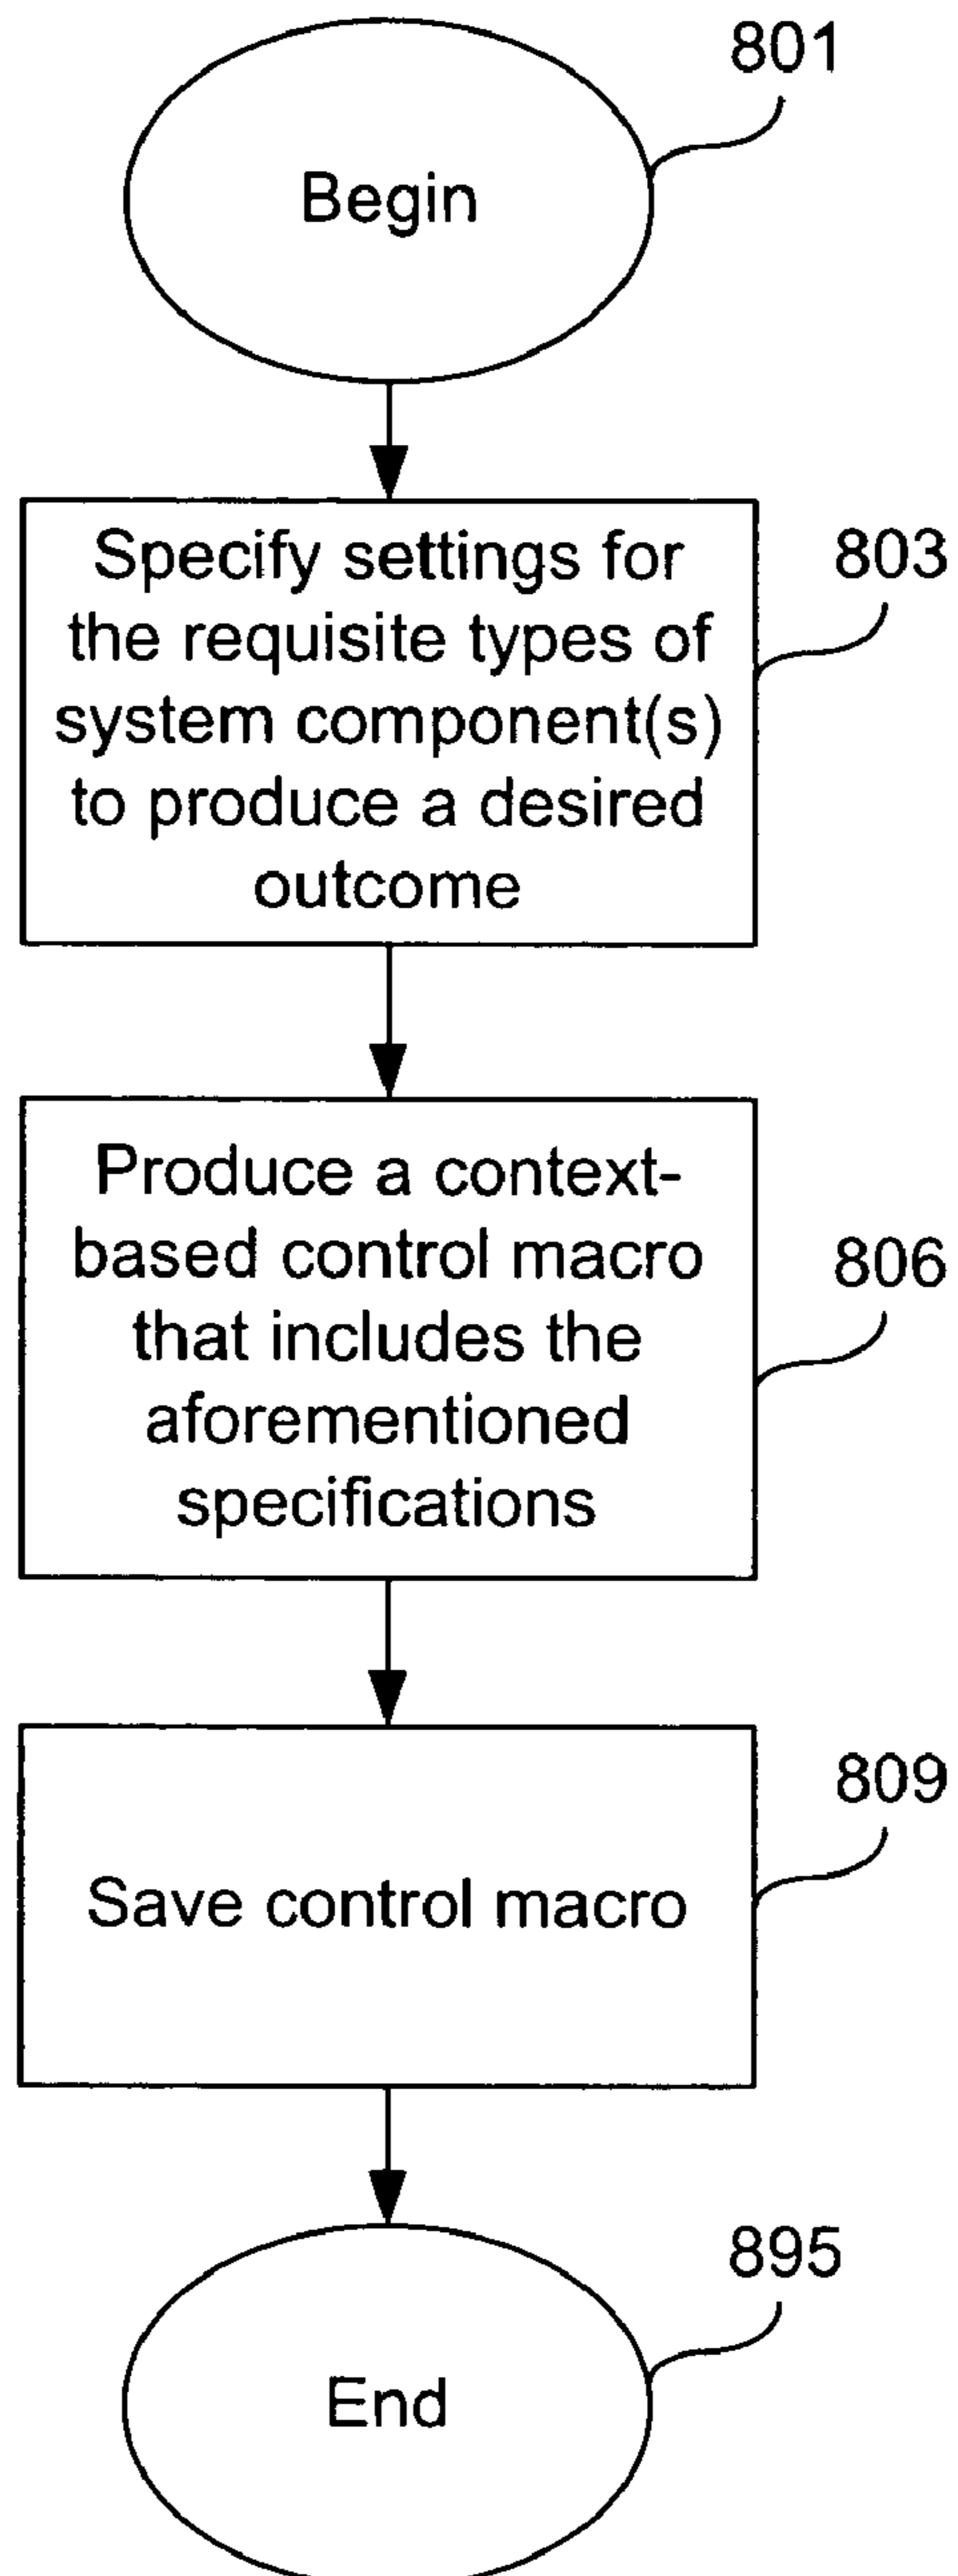 801
Begin
803
Specify settings for
the requisite types of
system component(s)
to produce a desired
outcome
806
Produce a context-
based control macro
that includes the
aforementioned
specifications
809
Save control macro
895
End